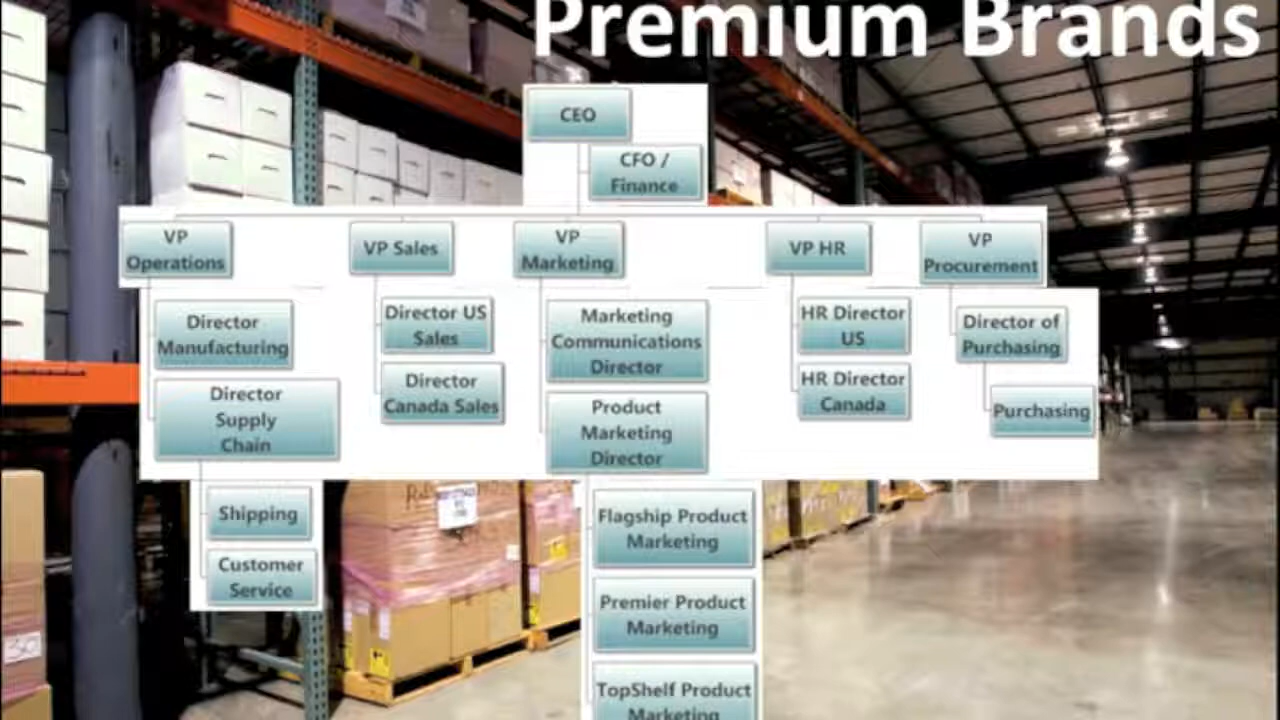 Premium Brands
CEO
CFO /
Finance
VP
Operations
VP Sales
VP
Marketing
VP HR
VP
Procurement
Director
Manufacturing
Director
Supply
Chain
Shipping
Customer
Service
Director US
Sales
Director
Canada Sales
Marketing
Communications
Director
Product
Marketing
Director
Flagship Product
Marketing
Premier Product
Marketing
TopShelf Product
Marketing
HR Director
US
HR Director
Canada
Director of
Purchasing
Purchasing